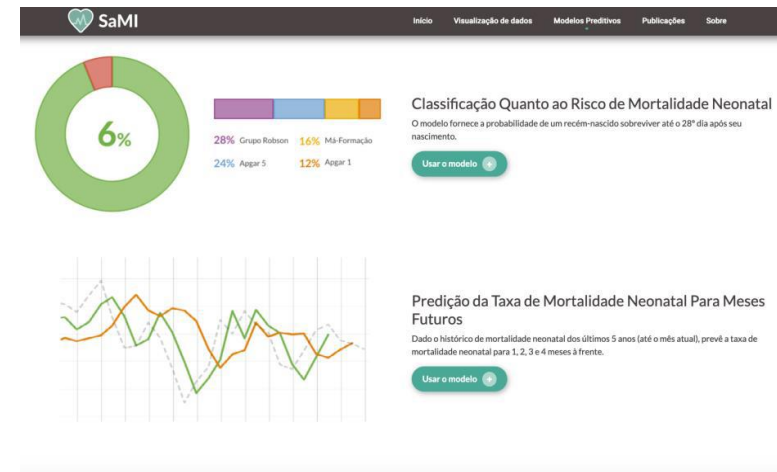 SaMI
Início Visualização de dados Modelos Preditivos Publicações Sobre
6%
28% Grupo Robson 16% Má-Formação
24% Apgar 5 12% Apgar 1
Classificação Quanto ao Risco de Mortalidade Neonatal
O modelo fornece a probabilidade de um recém-nascido sobreviver até o 28º dia após seu
nascimento.
Usar o modelo +
Predição da Taxa de Mortalidade Neonatal Para Meses
Futuros
Dado o histórico de mortalidade neonatal dos últimos 5 anos (até o mês atual), prevê a taxa de
mortalidade neonatal para 1, 2, 3 e 4 meses à frente.
Usar o modelo +